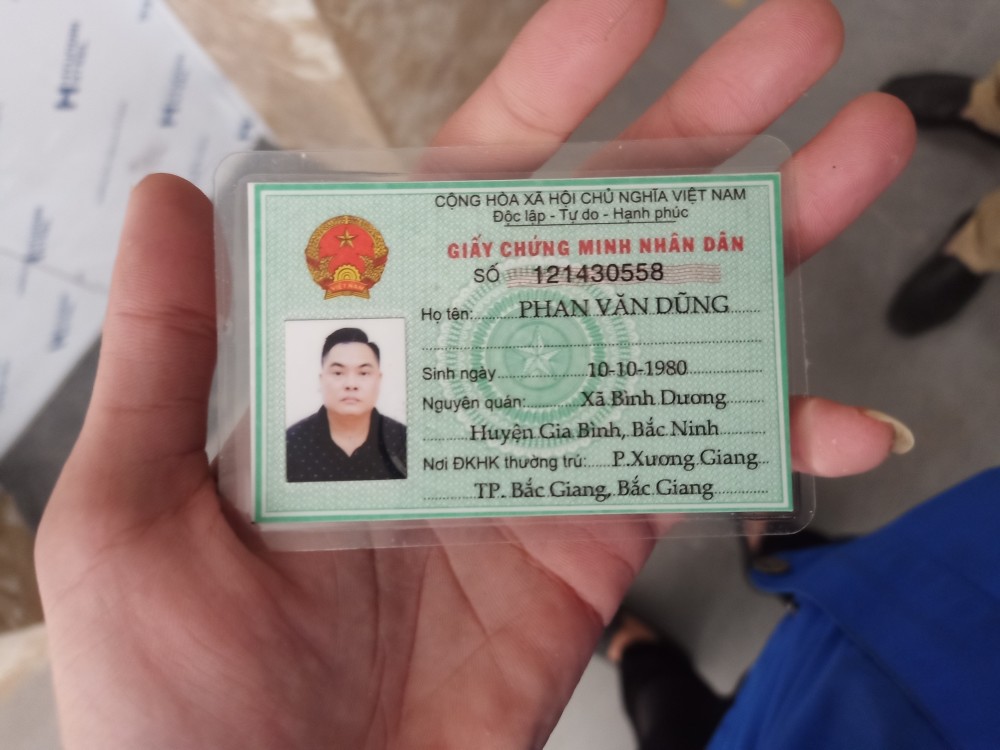 CỘNG HÒA XÃ HỘI CHỦ NGHĨA VIỆT NAM
Độc lập - Tự do - Hạnh phúc
GIẤY CHỨNG MINH NHÂN DÂN
SỐ 121430558
Họ tên: PHAN VĂN DŨNG
Sinh ngày 10-10-1980
Nguyên quán: Xã Bình Dương
Huyện Gia Bình, Bắc Ninh
Nơi ĐKHK thường trú: P.Xương Giang
TP. Bắc Giang, Bắc Giang
VIỆT NAM